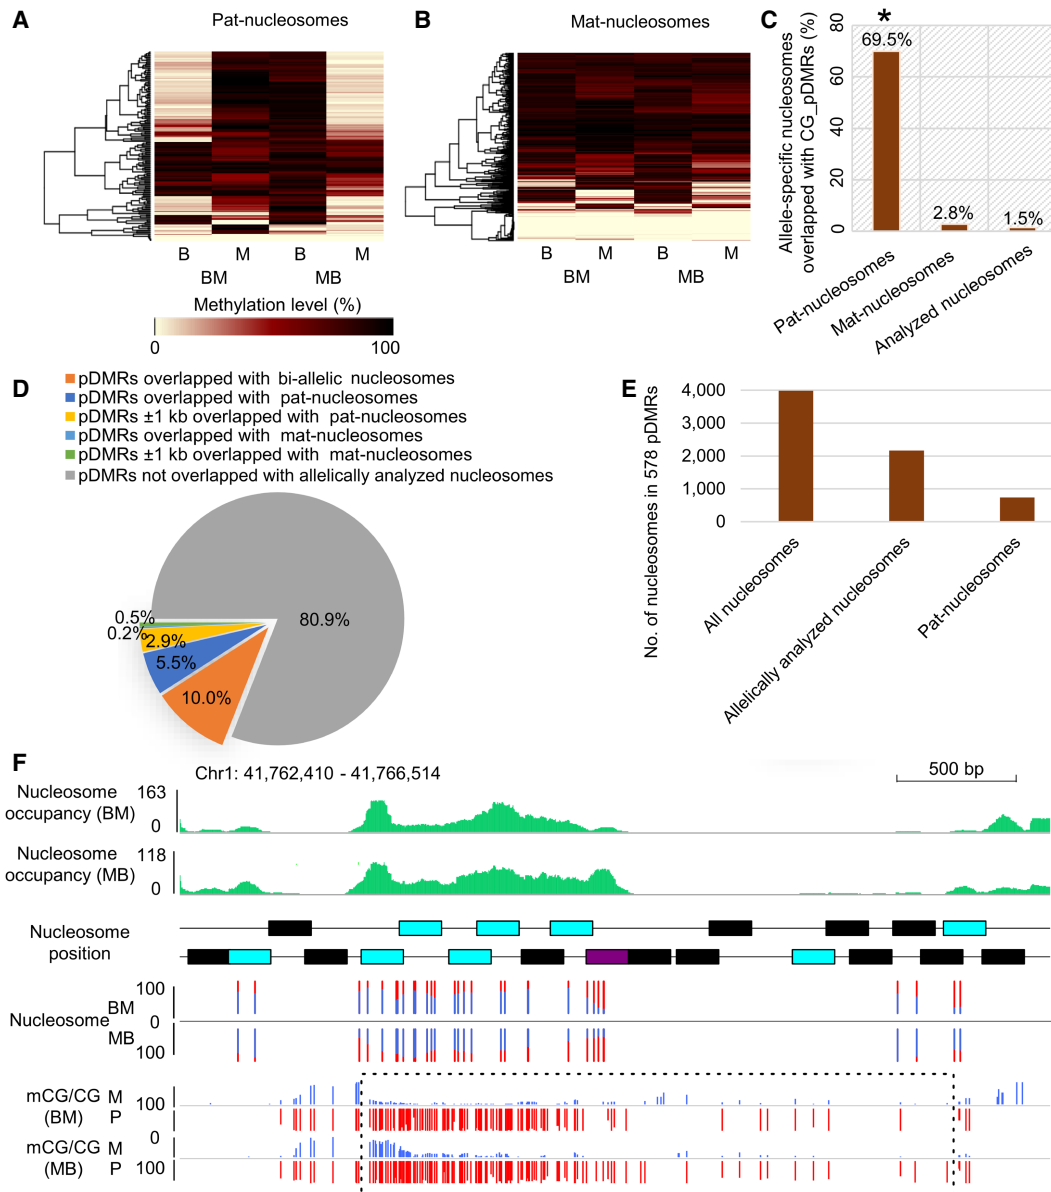 A
Pat-nucleosomes
B M B M
BM MB
Methylation level (%)
0 100
B
Mat-nucleosomes
B M B M
BM MB
C
Allele-specific nucleosomes
overlapped with CG_pDMRs (%)
80
60
40
20
0
*
69.5%
2.8%
1.5%
Pat-nucleosomes
Mat-nucleosomes
Analyzed nucleosomes
D
pDMRs overlapped with bi-allelic nucleosomes
pDMRs overlapped with pat-nucleosomes
pDMRs ±1 kb overlapped with pat-nucleosomes
pDMRs overlapped with mat-nucleosomes
pDMRs ±1 kb overlapped with mat-nucleosomes
pDMRs not overlapped with allelically analyzed nucleosomes
80.9%
0.5%
0.2%
2.9%
5.5%
10.0%
E
No. of nucleosomes in 578 pDMRs
4,000
3,000
2,000
1,000
0
All nucleosomes
Allelically analyzed nucleosomes
Pat-nucleosomes
F
Chr1: 41,762,410 - 41,766,514
500 bp
Nucleosome
occupancy (BM)
163
0
Nucleosome
occupancy (MB)
118
0
Nucleosome
position
Nucleosome
100
BM
0
MB
100
mCG/CG
(BM)
M
100
P
mCG/CG
(MB)
0
M
100
P